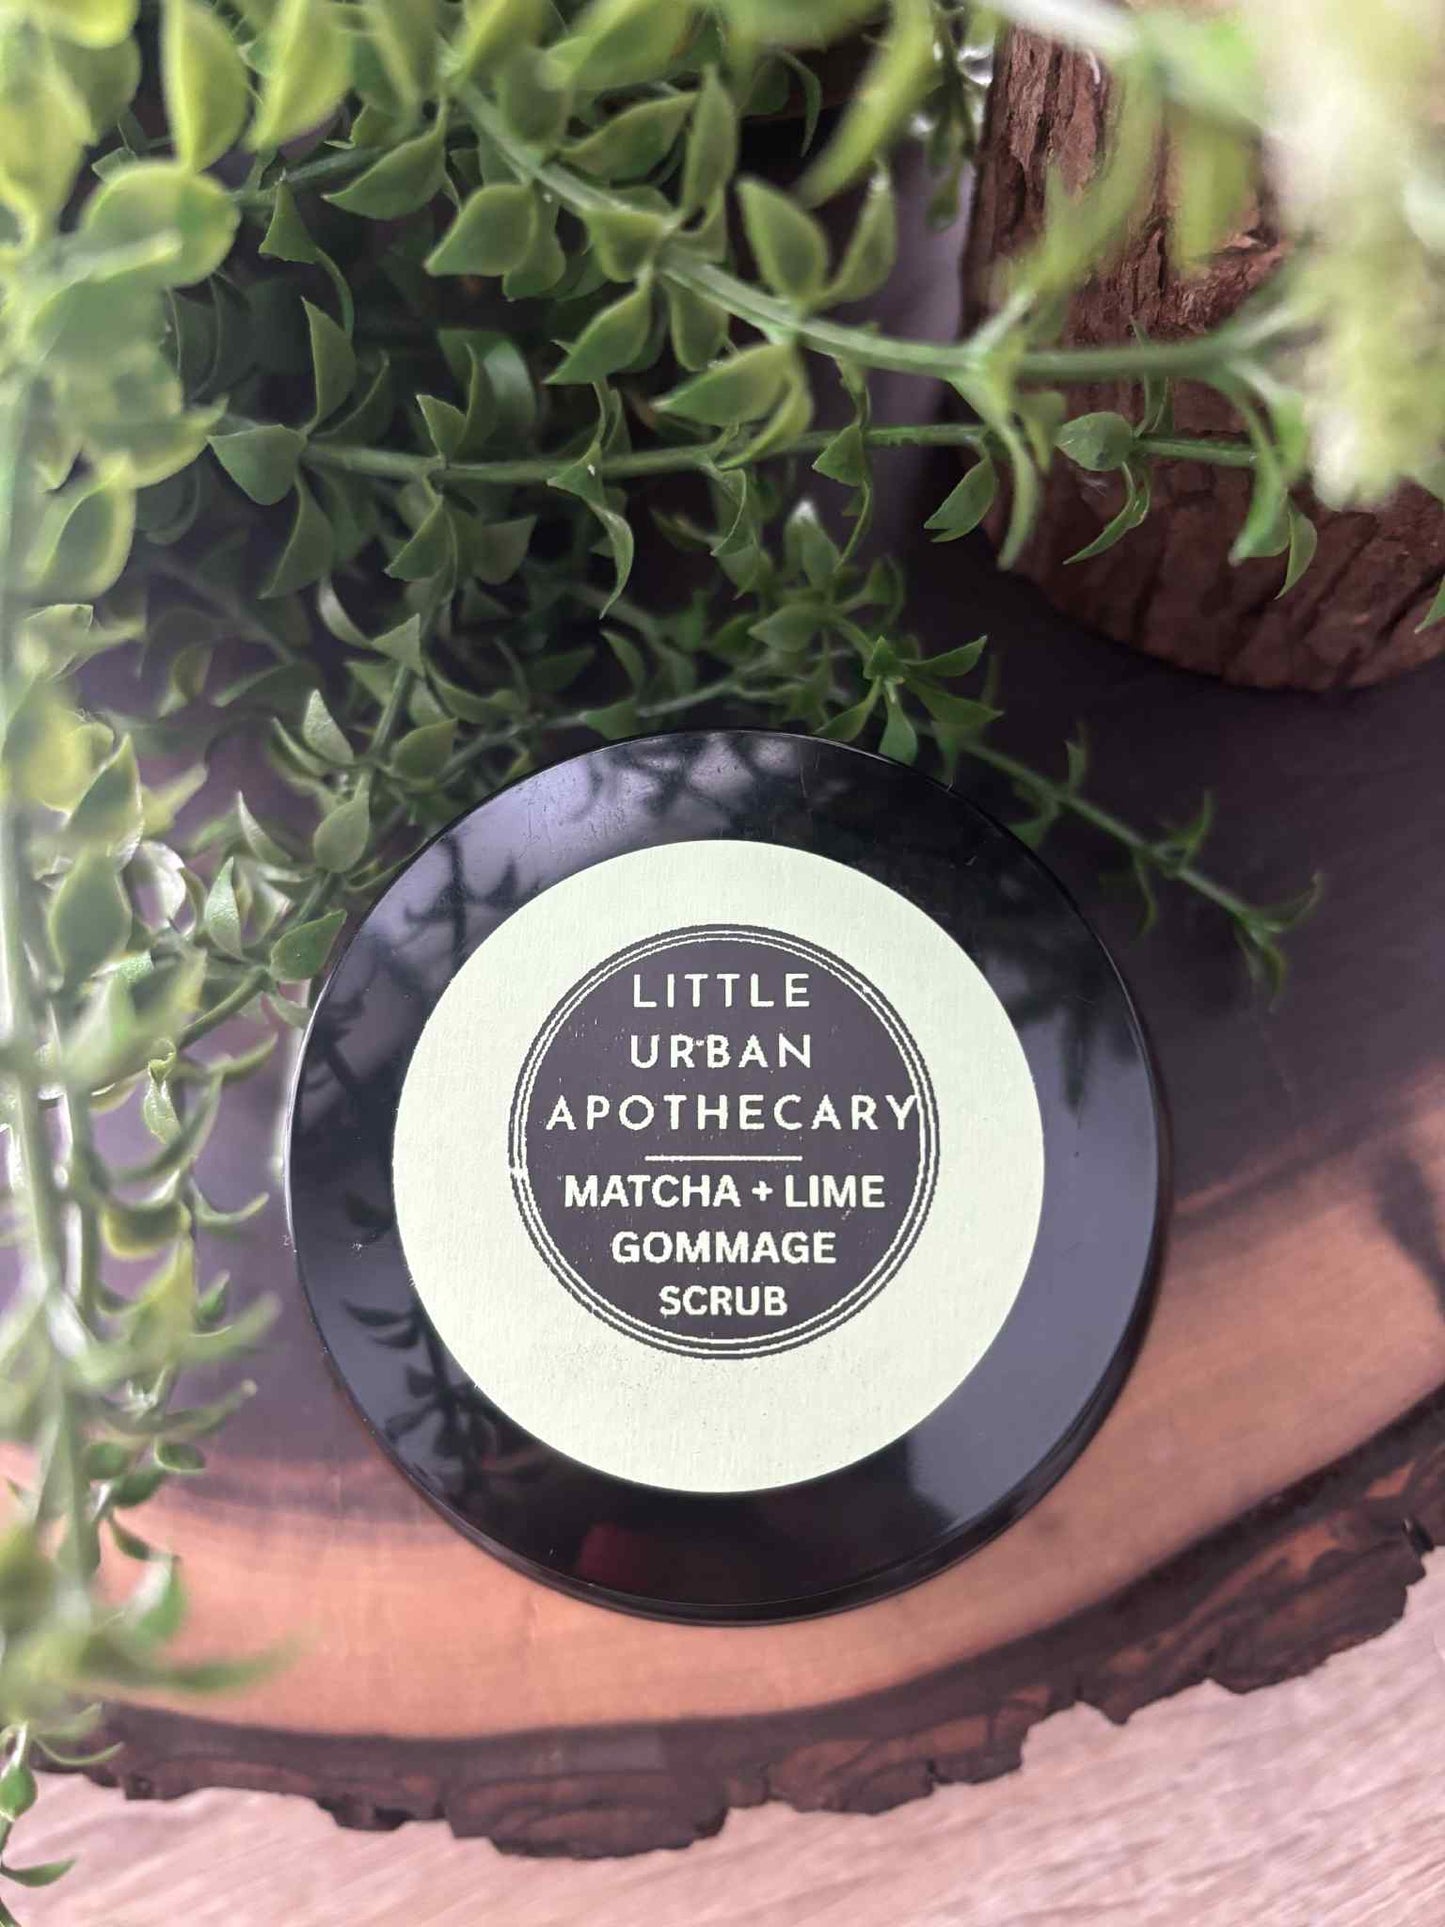 LITTLE
URBAN
APOTHECARY
MATCHA + LIME
GOMMAGE
SCRUB